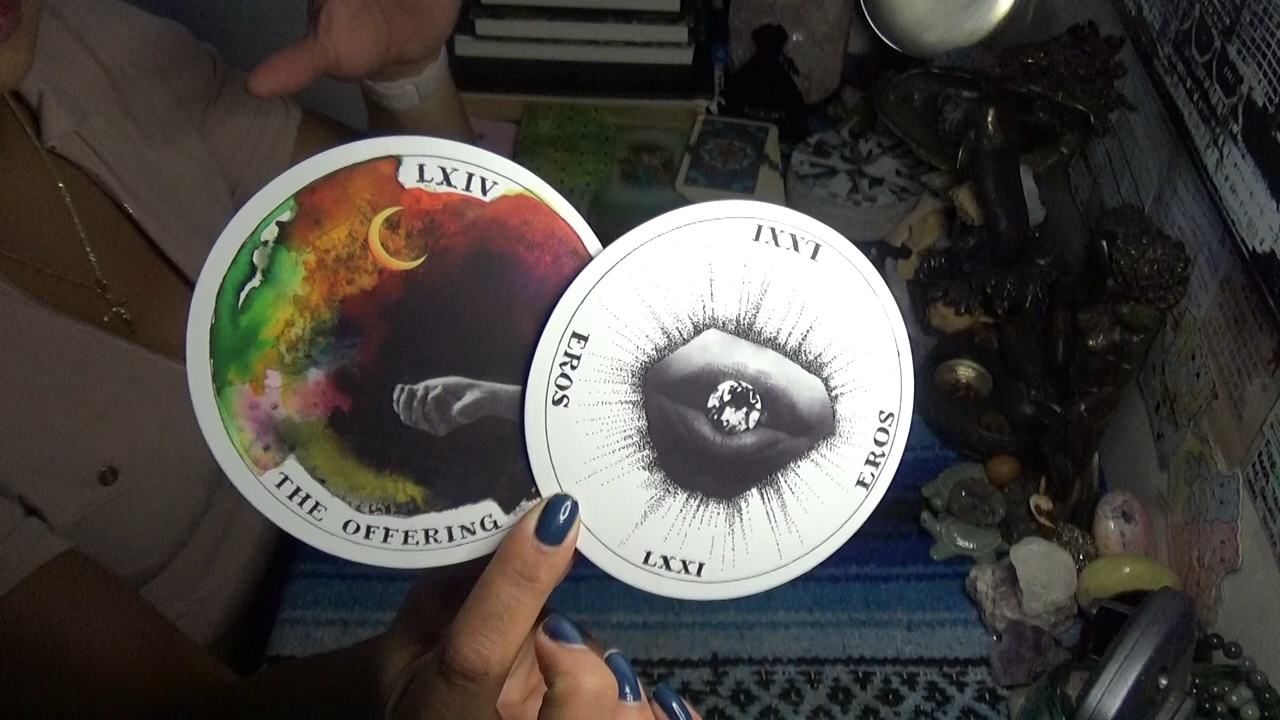 LXIV
THE OFFERING
LXXI
EROS
EROS
LXXI